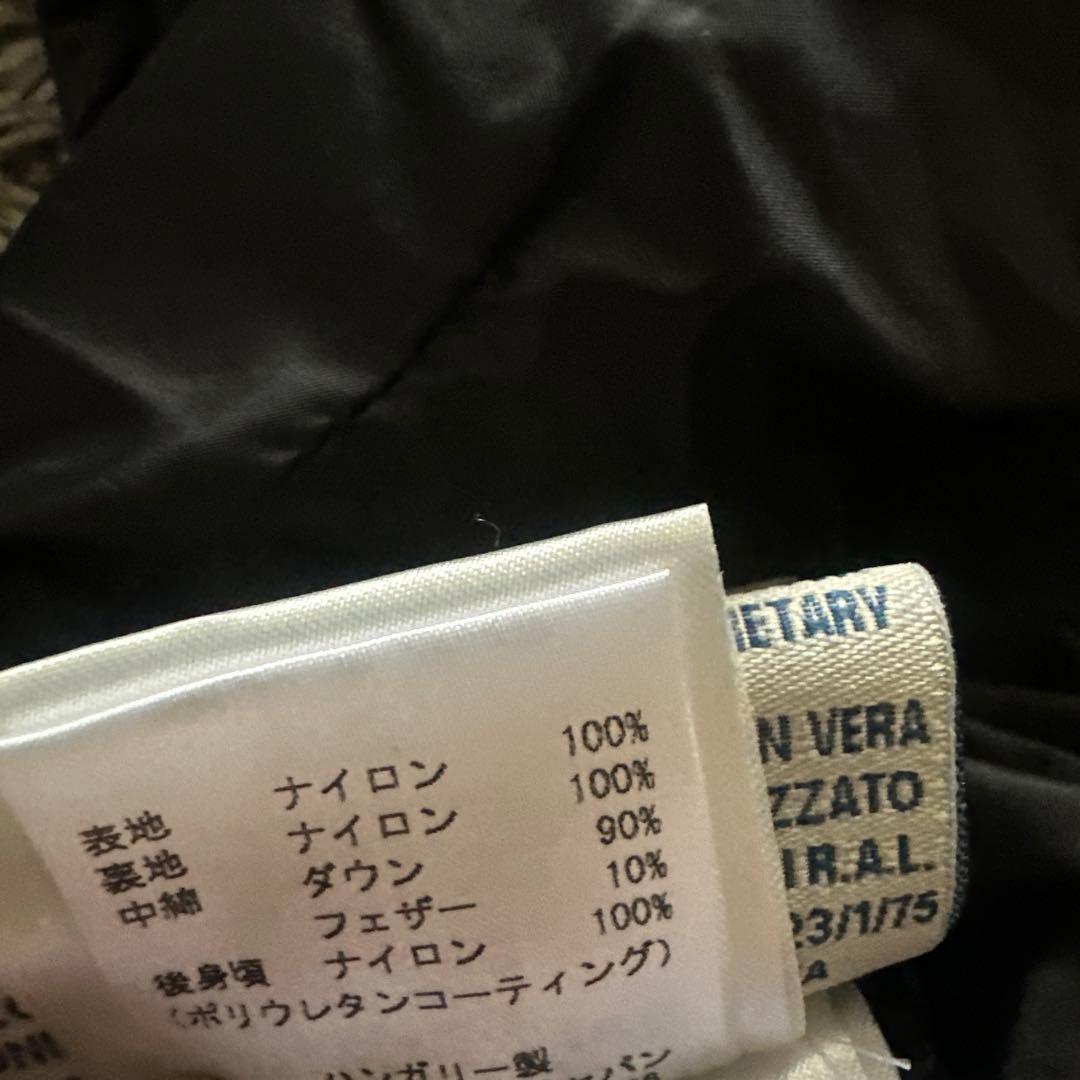 表地 ナイロン 100%
裏地 ナイロン 100%
中綿 ダウン 90%
フェザー 10%
後身頃 ナイロン 100%
(ポリウレタンコーティング)
ハンガリー製
IETARY
N VERA
ZZATO
R.A.L.
23/1/75